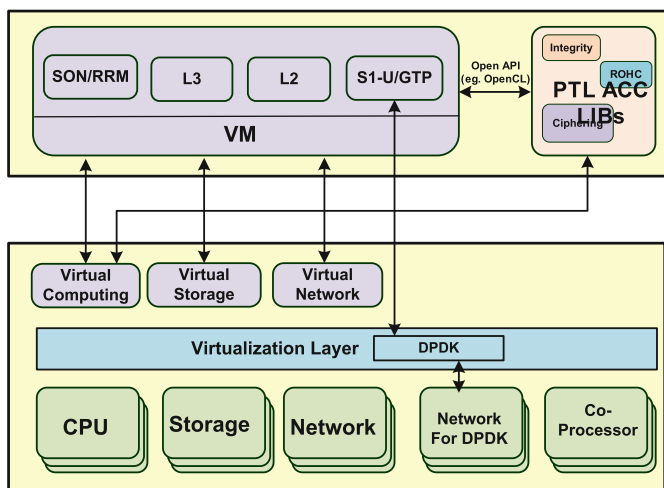 SON/RRM
L3
L2
S1-U/GTP
VM
Open API
(eg. OpenCL)
Integrity
ROHC
PTL ACC
LIBs
Ciphering
Virtual
Computing
Virtual
Storage
Virtual
Network
Virtualization Layer
DPDK
CPU
Storage
Network
Network
For DPDK
Co-
Processor